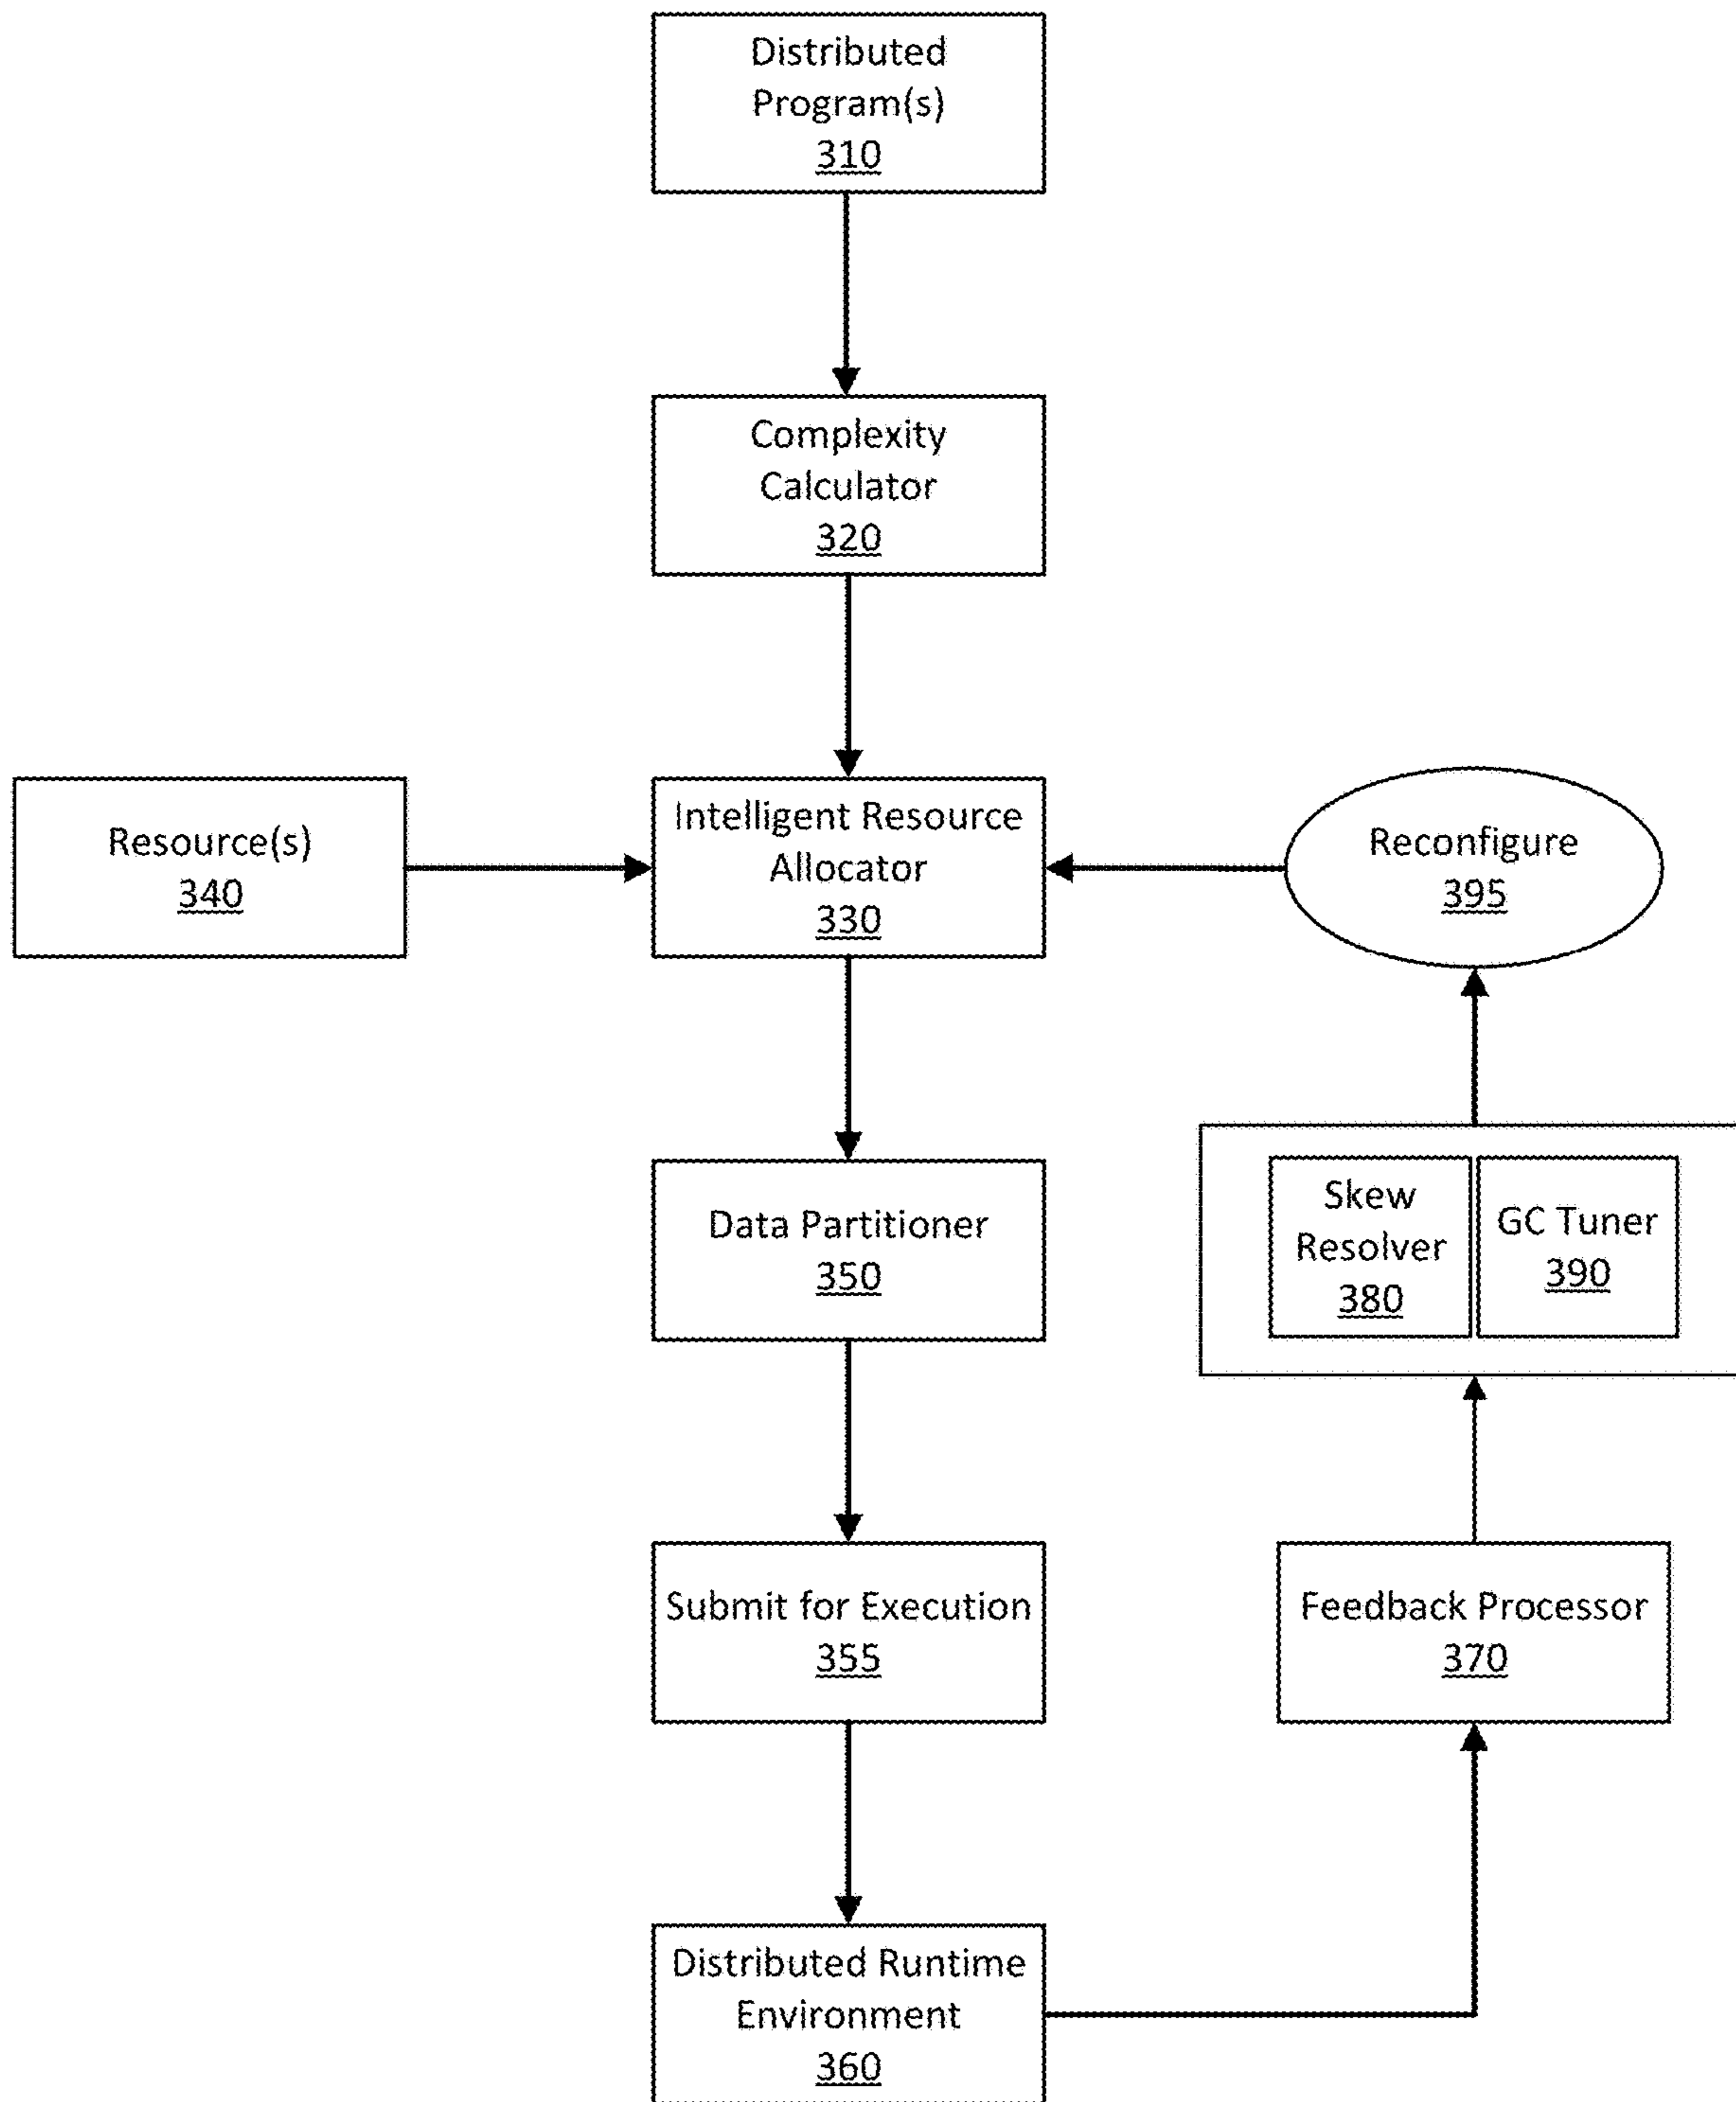 Distributed
Program(s)
310
Complexity
Calculator
320
Resource(s)
340
Intelligent Resource
Allocator
330
Reconfigure
395
Data Partitioner
350
Skew
Resolver
380
GC Tuner
390
Submit for Execution
355
Feedback Processor
370
Distributed Runtime
Environment
360